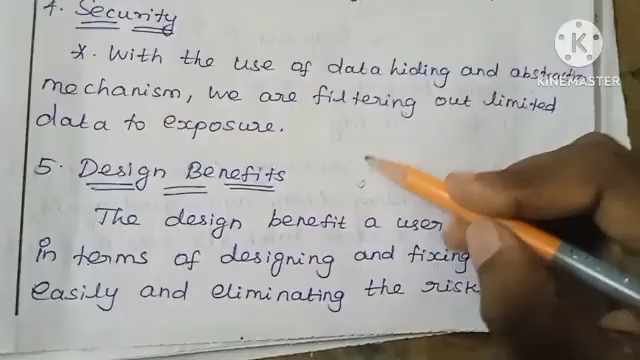 4. Security
*. With the use of data hiding and abstraction
mechanism, we are filtering out limited
data to exposure.
5. Design Benefits
The design benefit a user
in terms of designing and fixing
easily and eliminating the risk
KINEMASTER